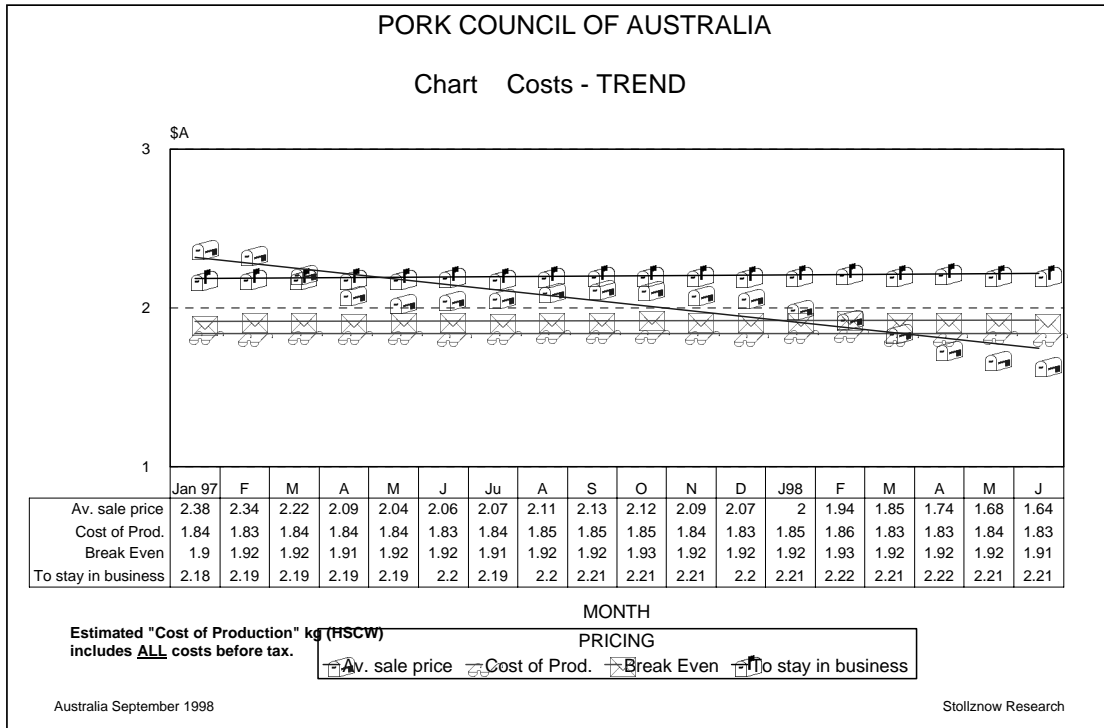 PORK COUNCIL OF AUSTRALIA
Chart Costs - TREND
$A
3
2
1
Jan 97 F M A M J Ju A S O N D J98 F M A M J
Av. sale price 2.38 2.34 2.22 2.09 2.04 2.06 2.07 2.11 2.13 2.12 2.09 2.07 2 1.94 1.85 1.74 1.68 1.64
Cost of Prod. 1.84 1.83 1.84 1.84 1.84 1.83 1.84 1.85 1.85 1.85 1.84 1.83 1.85 1.86 1.83 1.83 1.84 1.83
Break Even 1.9 1.92 1.92 1.91 1.92 1.92 1.91 1.92 1.92 1.93 1.92 1.92 1.92 1.93 1.92 1.92 1.92 1.91
To stay in business 2.18 2.19 2.19 2.19 2.19 2.2 2.19 2.2 2.21 2.21 2.21 2.2 2.21 2.22 2.21 2.22 2.21 2.21
MONTH
Estimated "Cost of Production" kg (HSCW)
includes ALL costs before tax.
PRICING
Av. sale price Cost of Prod. Break Even To stay in business
Australia September 1998 Stollznow Research